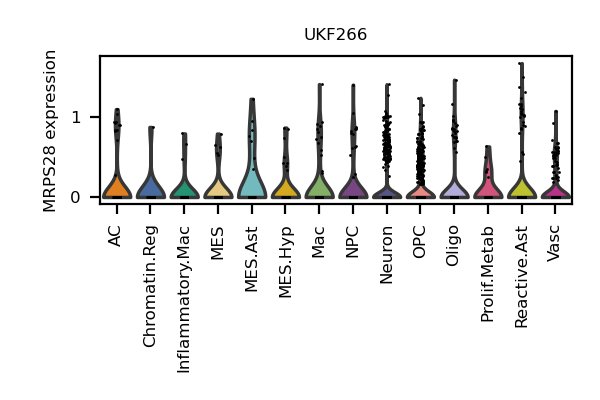 UKF266
MRPS28 expression
1
0
AC
Chromatin.Reg
Inflammatory.Mac
MES
MES.Ast
MES.Hyp
Mac
NPC
Neuron
OPC
Oligo
Prolif.Metab
Reactive.Ast
Vasc